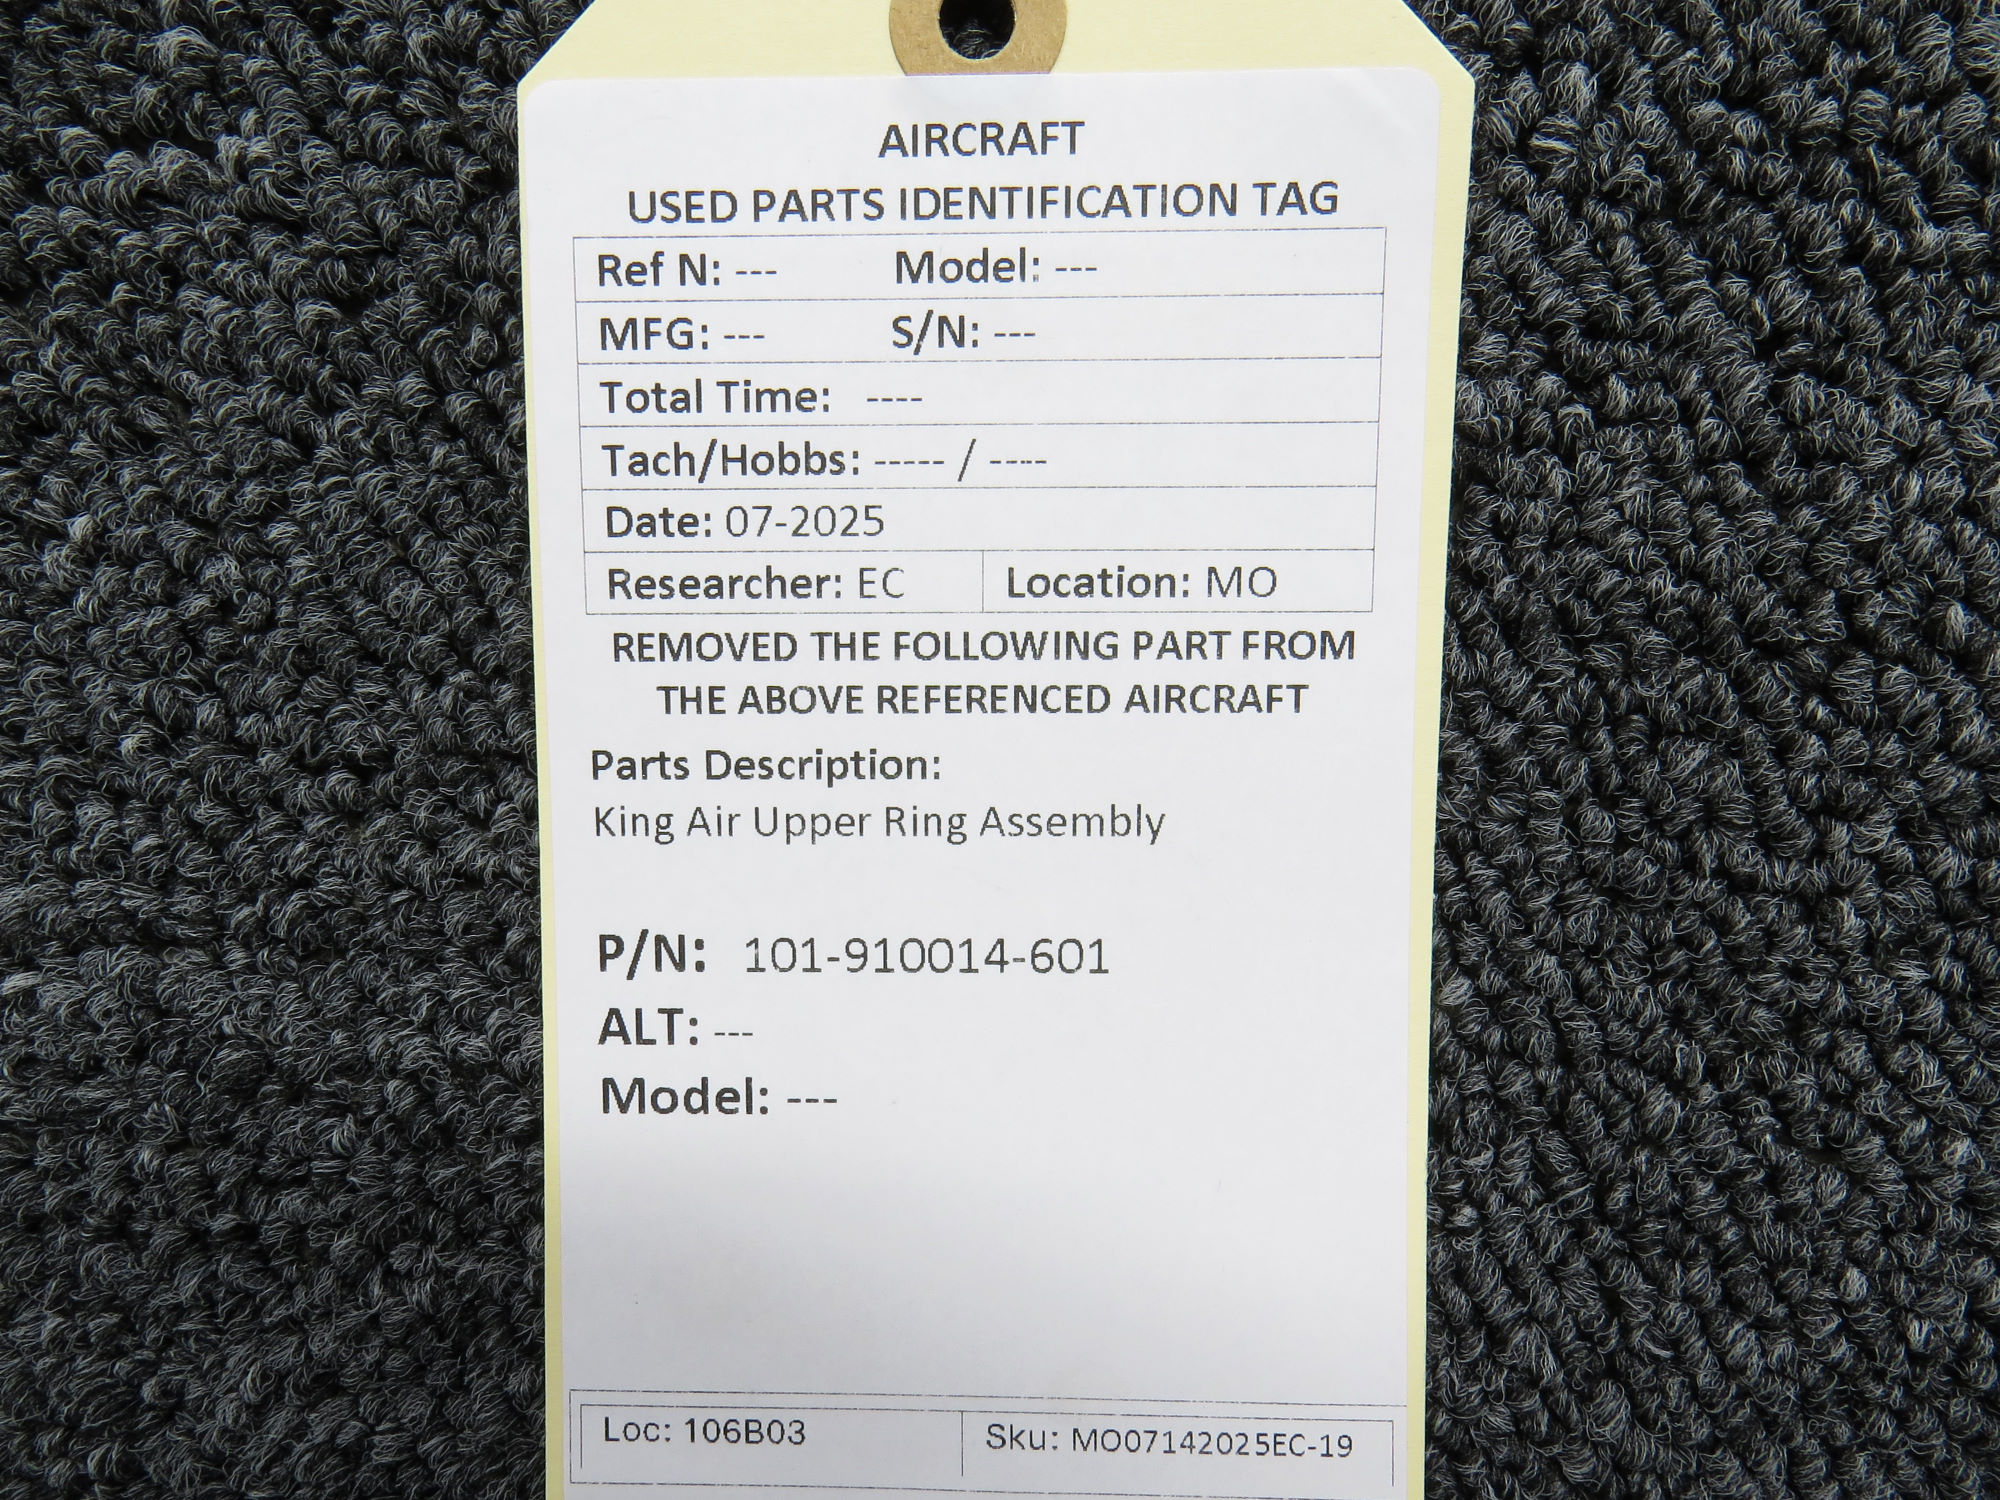 AIRCRAFT
USED PARTS IDENTIFICATION TAG
Ref N: --- Model: ---
MFG: --- S/N: ---
Total Time: ----
Tach/Hobbs: ----- / ----
Date: 07-2025
Researcher: EC Location: MO
REMOVED THE FOLLOWING PART FROM
THE ABOVE REFERENCED AIRCRAFT
Parts Description:
King Air Upper Ring Assembly
P/N: 101-910014-601
ALT: ---
Model: ---
Loc: 106B03 Sku: MO07142025EC-19